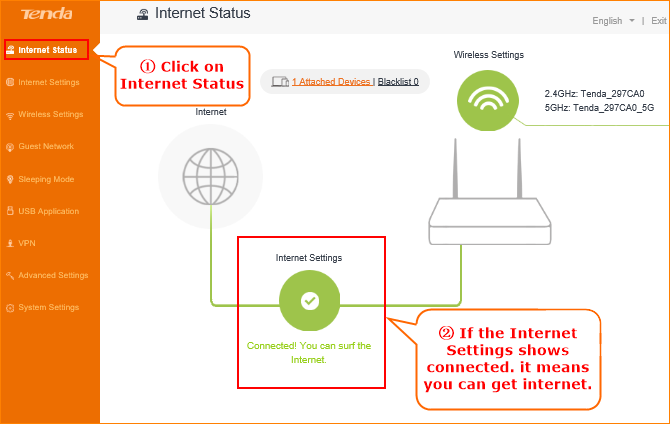 Tenda
Internet Status
English | Exit
Internet Status
Internet Settings
Wireless Settings
Guest Network
Sleeping Mode
USB Application
VPN
Advanced Settings
System Settings
① Click on
Internet Status
1 Attached Devices | Blacklist 0
Wireless Settings
2.4GHz: Tenda_297CA0
5GHz: Tenda_297CA0_5G
Internet
Internet Settings
Connected! You can surf the
Internet.
② If the Internet
Settings shows
connected. it means
you can get internet.